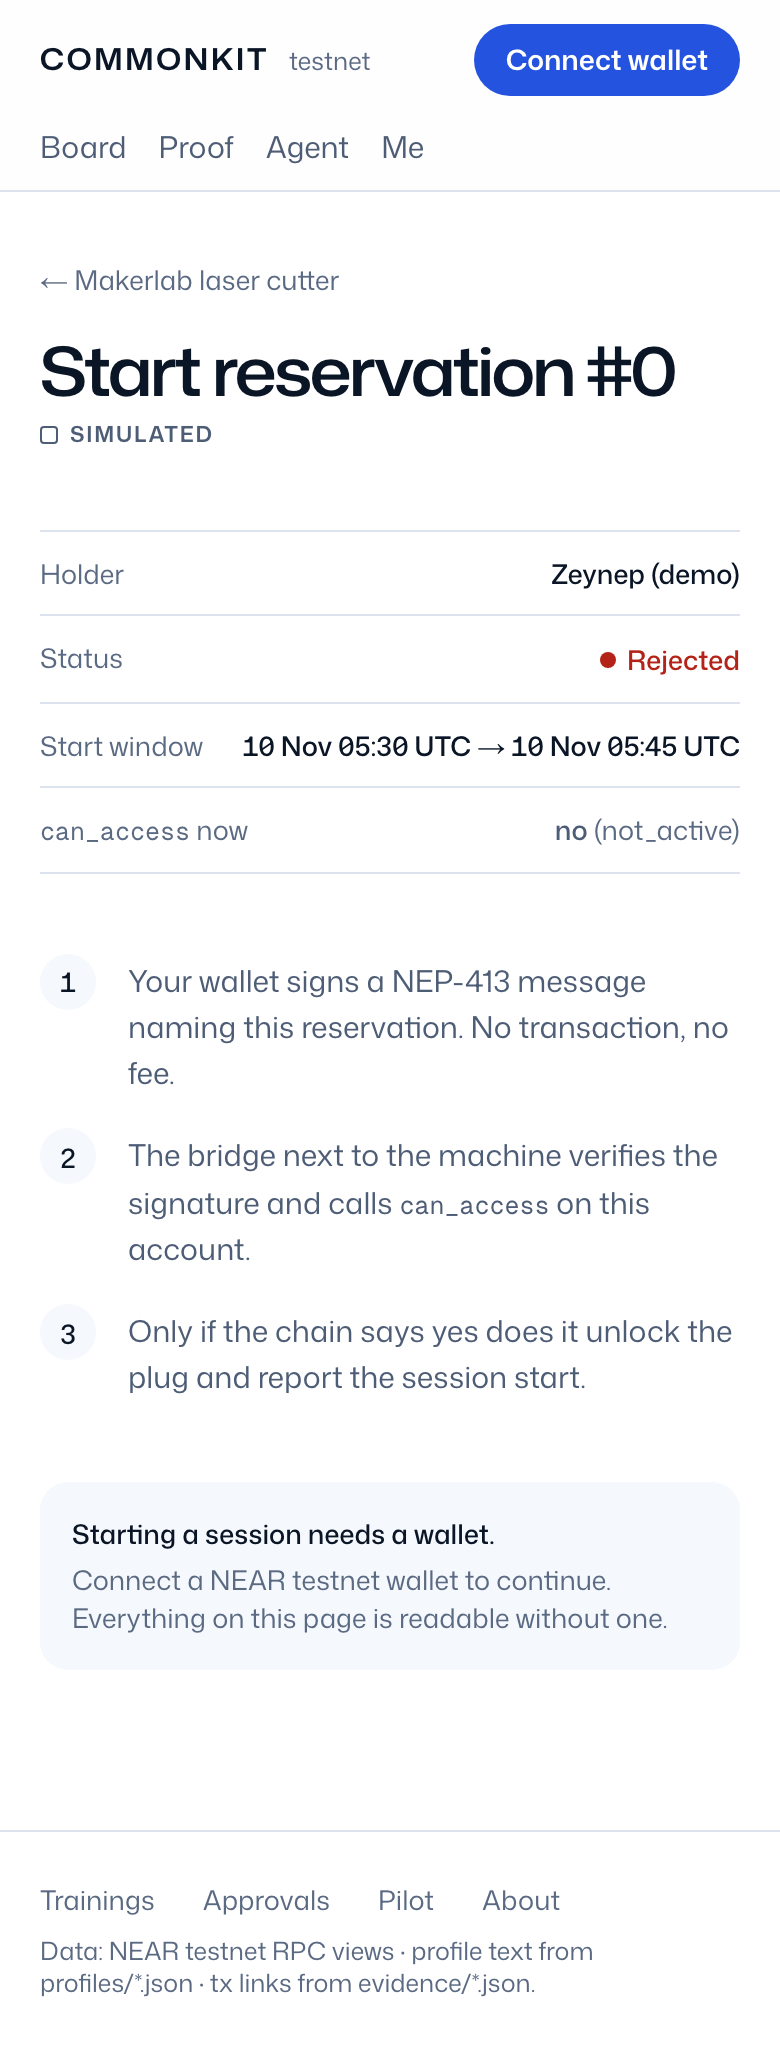 COMMONKIT testnet Connect wallet
Board Proof Agent Me
← Makerlab laser cutter
Start reservation #0
SIMULATED
Holder Zeynep (demo)
Status Rejected
Start window 10 Nov 05:30 UTC → 10 Nov 05:45 UTC
can_access now no (not_active)
1 Your wallet signs a NEP-413 message
naming this reservation. No transaction, no
fee.
2 The bridge next to the machine verifies the
signature and calls can_access on this
account.
3 Only if the chain says yes does it unlock the
plug and report the session start.
Starting a session needs a wallet.
Connect a NEAR testnet wallet to continue.
Everything on this page is readable without one.
Trainings Approvals Pilot About
Data: NEAR testnet RPC views · profile text from
profiles/*.json · tx links from evidence/*.json.